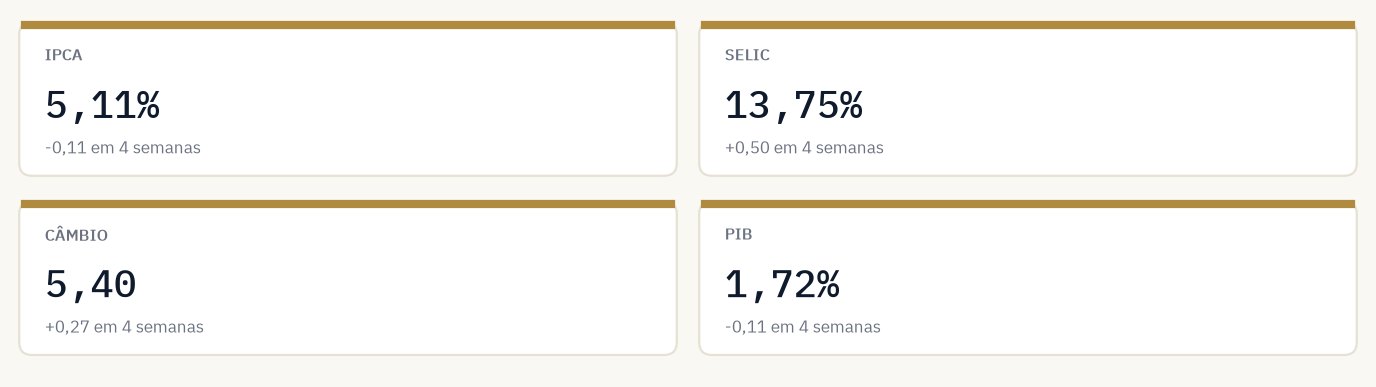 IPCA
5,11%
-0,11 em 4 semanas
SELIC
13,75%
+0,50 em 4 semanas
CÂMBIO
5,40
+0,27 em 4 semanas
PIB
1,72%
-0,11 em 4 semanas